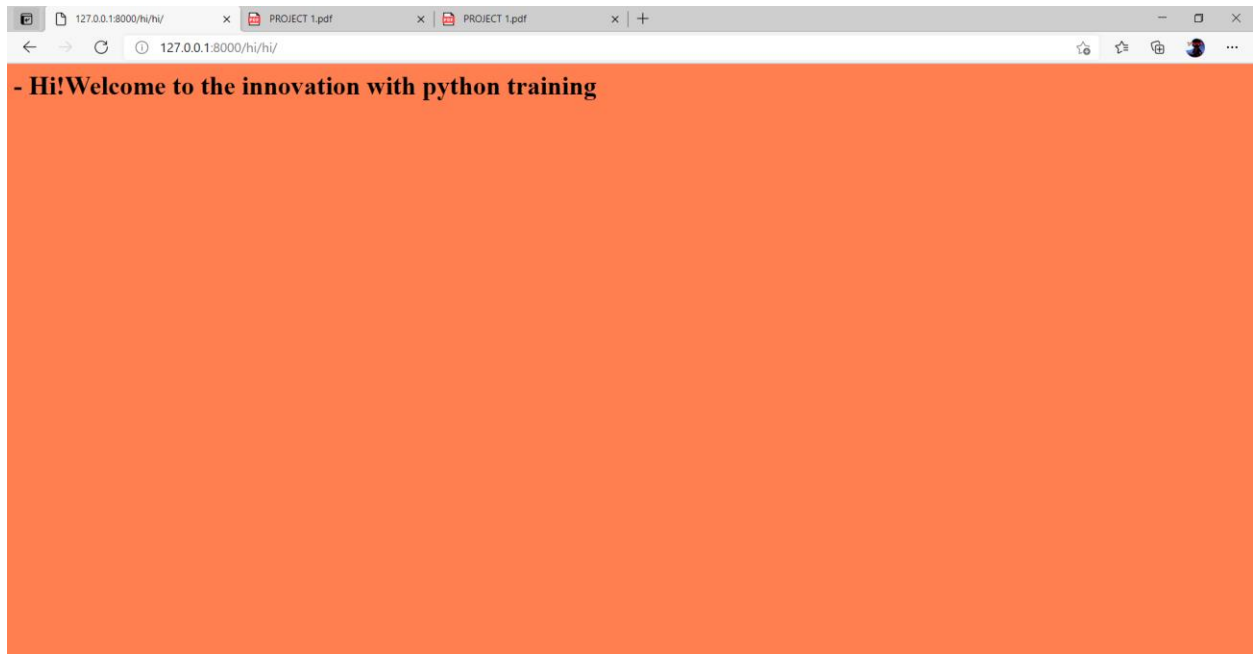 127.0.0.1:8000/hi/hi/ PROJECT 1.pdf PROJECT 1.pdf
127.0.0.1:8000/hi/hi/
- Hi!Welcome to the innovation with python training